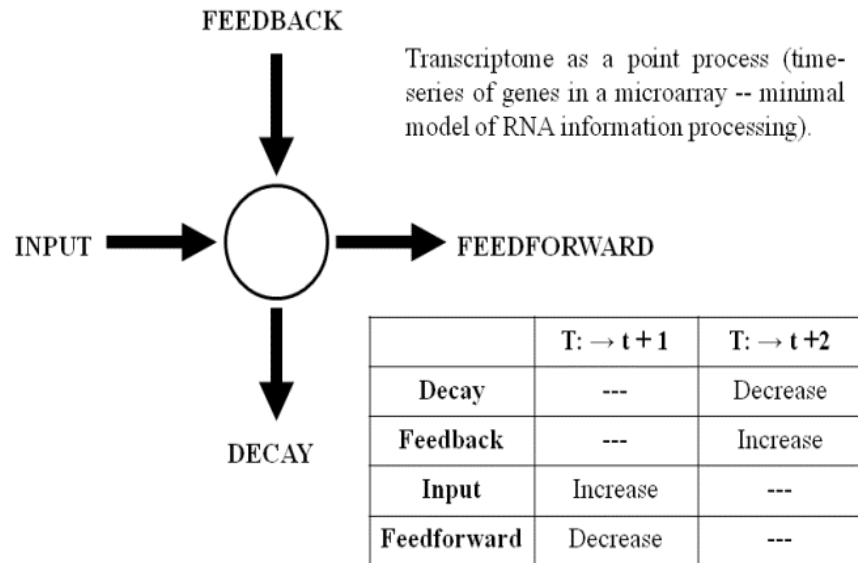 FEEDBACK
Transcriptome as a point process (time-
series of genes in a microarray -- minimal
model of RNA information processing).
INPUT
FEEDFORWARD
DECAY
T: → t + 1 T: → t +2
Decay --- Decrease
Feedback --- Increase
Input Increase ---
Feedforward Decrease ---